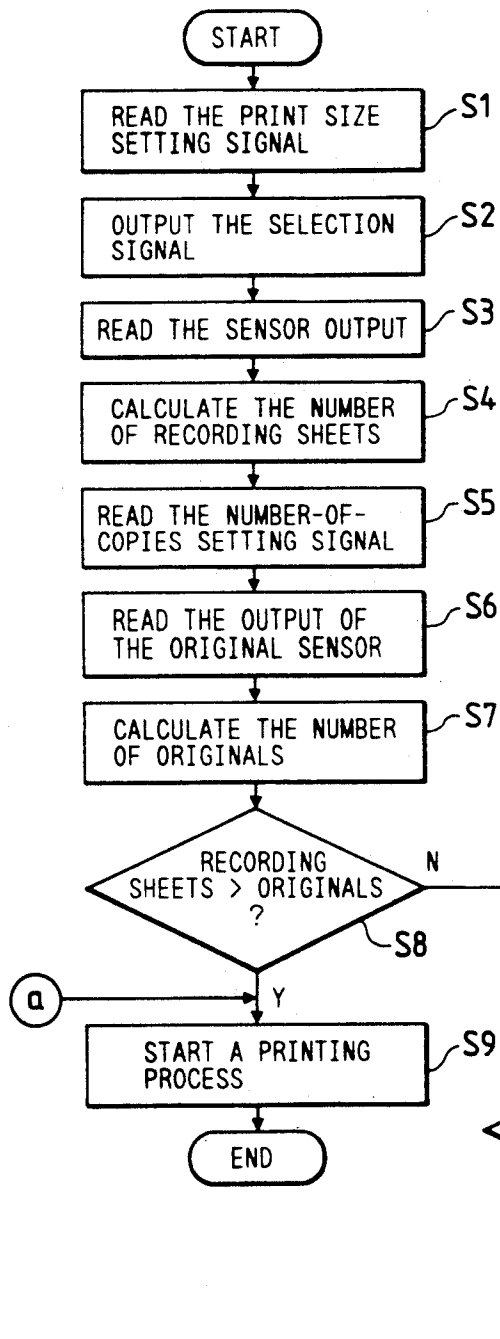 START
READ THE PRINT SIZE
SETTING SIGNAL
S1
OUTPUT THE SELECTION
SIGNAL
S2
READ THE SENSOR OUTPUT
S3
CALCULATE THE NUMBER
OF RECORDING SHEETS
S4
READ THE NUMBER-OF-
COPIES SETTING SIGNAL
S5
READ THE OUTPUT OF
THE ORIGINAL SENSOR
S6
CALCULATE THE NUMBER
OF ORIGINALS
S7
RECORDING
SHEETS > ORIGINALS
?
N
S8
a
Y
START A PRINTING
PROCESS
S9
END